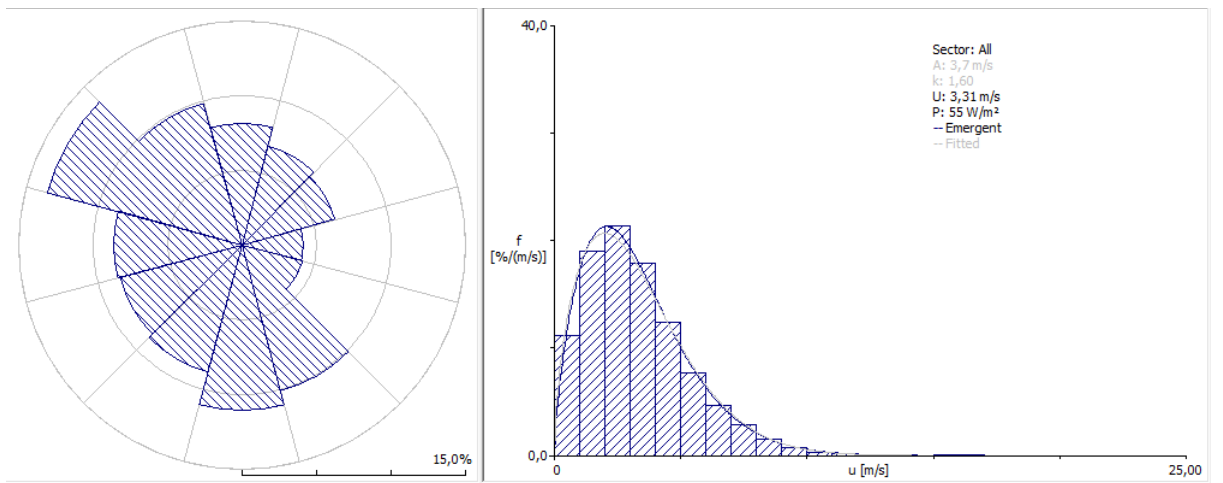 15,0%
40,0
f
[%/(m/s)]
0,0
0
u [m/s]
25,00
Sector: All
A: 3,7 m/s
k: 1,60
U: 3,31 m/s
P: 55 W/m²
-- Emergent
-- Fitted